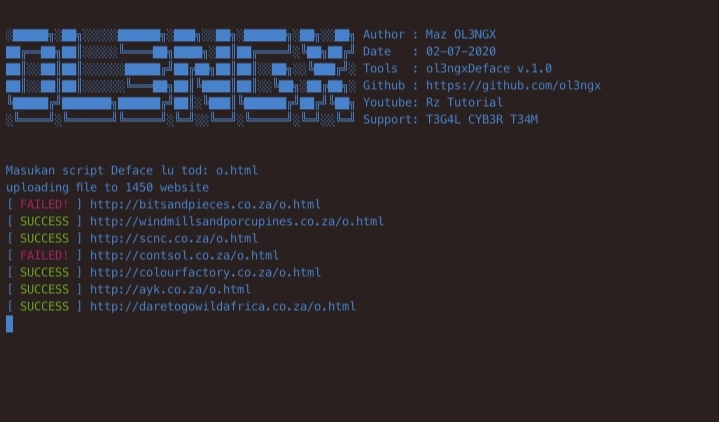 OL3NGX
Author : Maz OL3NGX
Date : 02-07-2020
Tools : ol3ngxDeface v.1.0
Github : https://github.com/ol3ngx
Youtube: Rz Tutorial
Support: T3G4L CYB3R T34M
Masukan script Deface lu tod: o.html
uploading file to 1450 website
[ FAILED! ] http://bitsandpieces.co.za/o.html
[ SUCCESS ] http://windmillsandporcupines.co.za/o.html
[ SUCCESS ] http://scnc.co.za/o.html
[ FAILED! ] http://contsol.co.za/o.html
[ SUCCESS ] http://colourfactory.co.za/o.html
[ SUCCESS ] http://ayk.co.za/o.html
[ SUCCESS ] http://daretogowildafrica.co.za/o.html